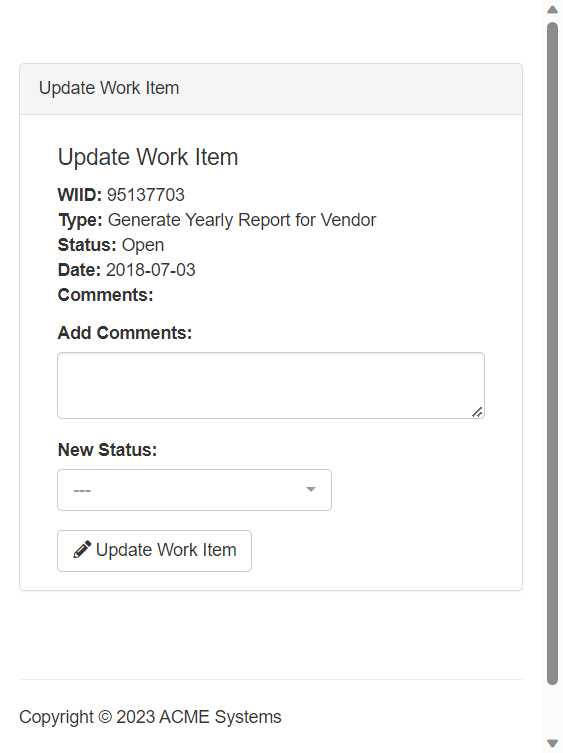 Update Work Item
Update Work Item
WIID: 95137703
Type: Generate Yearly Report for Vendor
Status: Open
Date: 2018-07-03
Comments:
Add Comments:
New Status:
---
Update Work Item
Copyright © 2023 ACME Systems